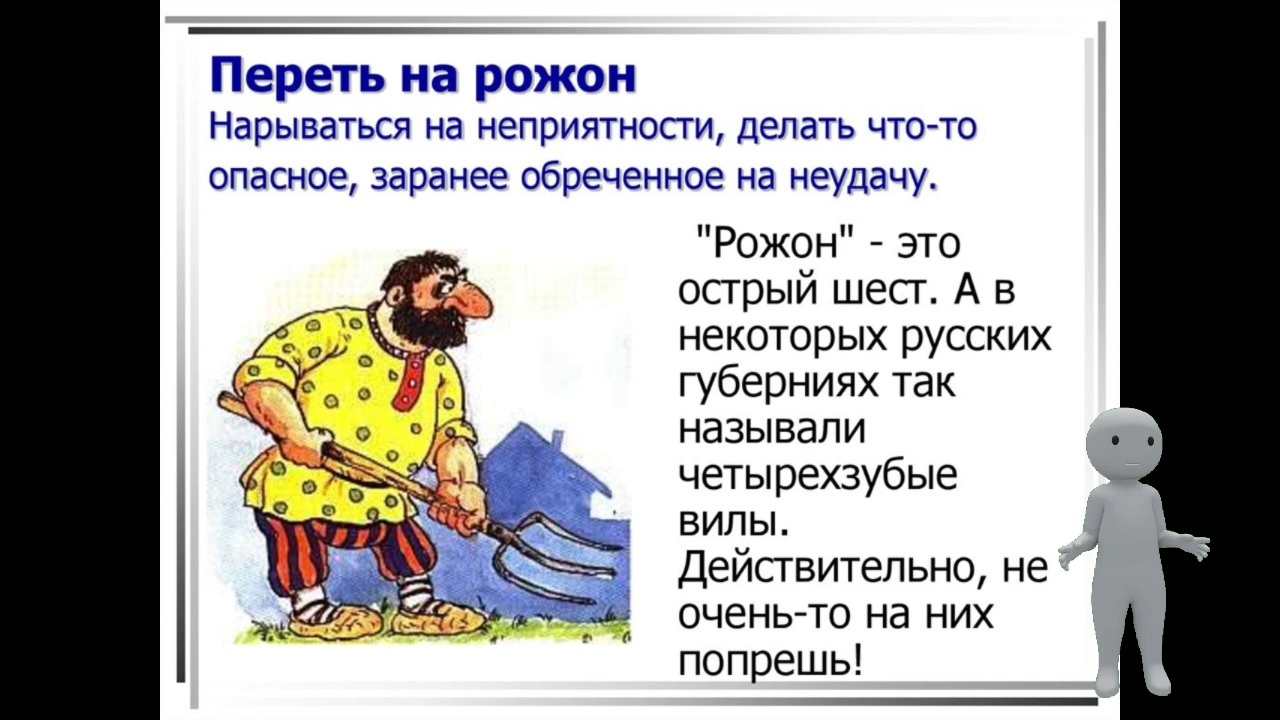 Переть на рожон
Нарываться на неприятности, делать что-то
опасное, заранее обреченное на неудачу.
"Рожон" - это
острый шест. А в
некоторых русских
губерниях так
называли
четырехзубые
вилы.
Действительно, не
очень-то на них
попрешь!